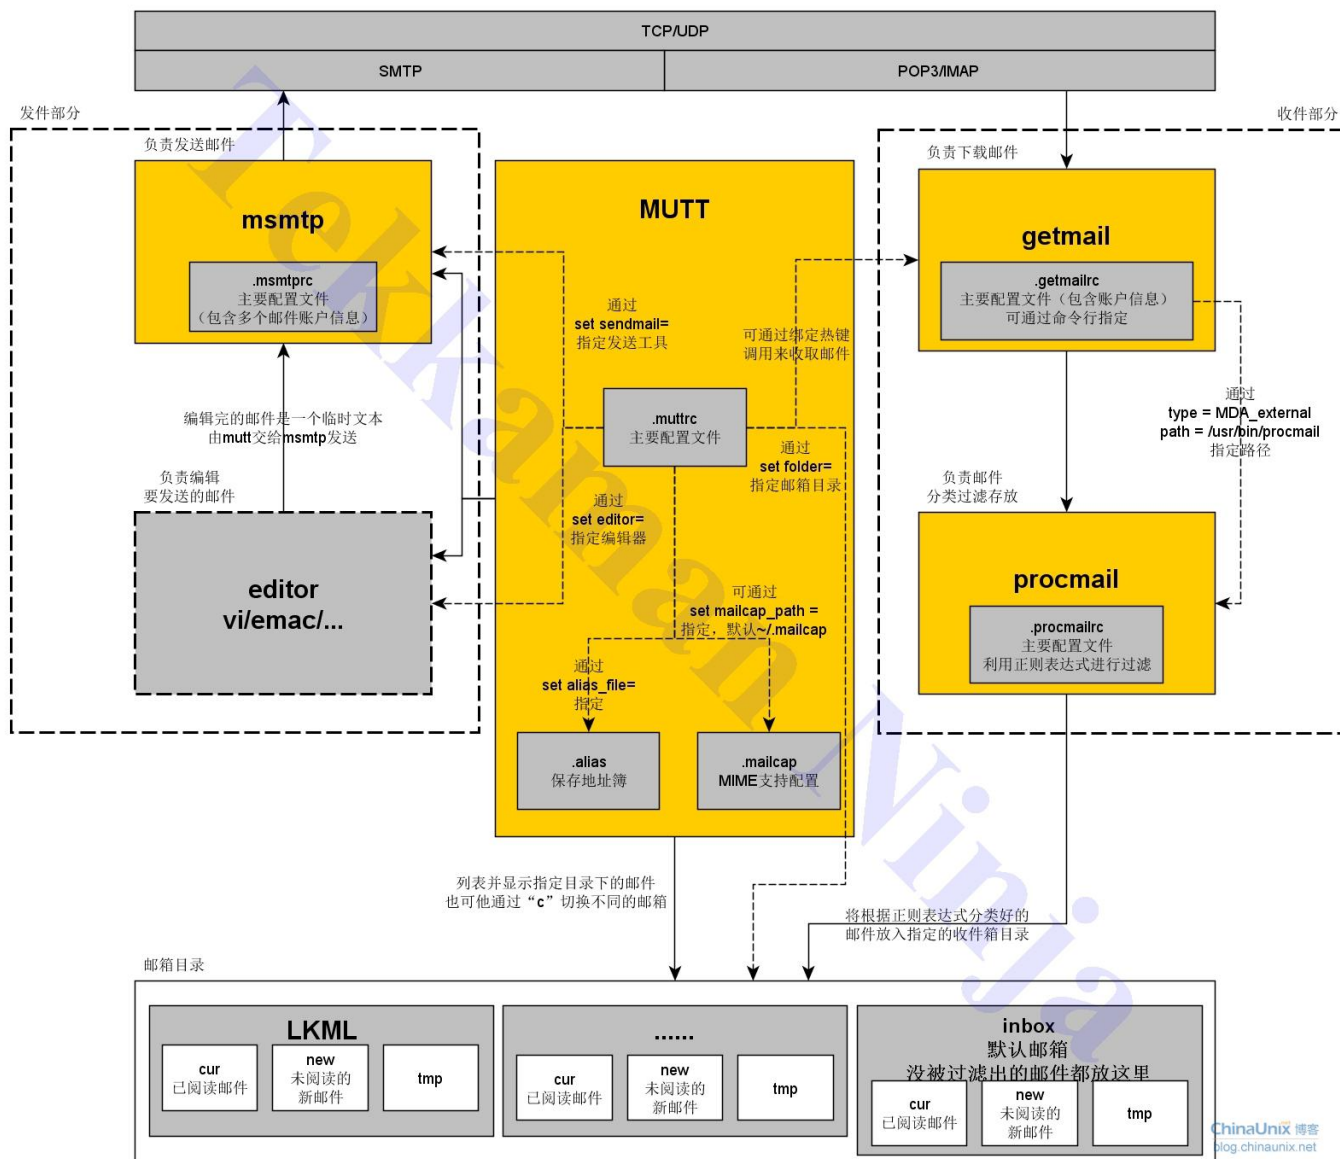 TCP/UDP
SMTP
POP3/IMAP
发件部分
收件部分
负责发送邮件
msmtp
.msmtprc
主要配置文件
（包含多个邮件账户信息）
编辑完的邮件是一个临时文本
由mutt交给msmtp发送
负责编辑
要发送的邮件
editor
vi/emac/...
MUTT
通过
set sendmail=
指定发送工具
可通过绑定热键
调用来收取邮件
.muttrc
主要配置文件
通过
set folder=
指定邮箱目录
通过
set editor=
指定编辑器
可通过
set mailcap_path =
指定，默认~/.mailcap
通过
set alias_file=
指定
.alias
保存地址簿
.mailcap
MIME支持配置
负责下载邮件
getmail
.getmailrc
主要配置文件（包含账户信息）
可通过命令行指定
通过
type = MDA_external
path = /usr/bin/procmail
指定路径
负责邮件
分类过滤存放
procmail
.procmailrc
主要配置文件
利用正则表达式进行过滤
列表并显示指定目录下的邮件
也可他通过“c”切换不同的邮箱
将根据正则表达式分类好的
邮件放入指定的收件箱目录
邮箱目录
LKML
cur
已阅读邮件
new
未阅读的
新邮件
tmp
......
cur
已阅读邮件
new
未阅读的
新邮件
tmp
inbox
默认邮箱
没被过滤出的邮件都放这里
cur
已阅读邮件
new
未阅读的
新邮件
tmp
Tekkaman Ninja
ChinaUnix 博客
blog.chinaunix.net